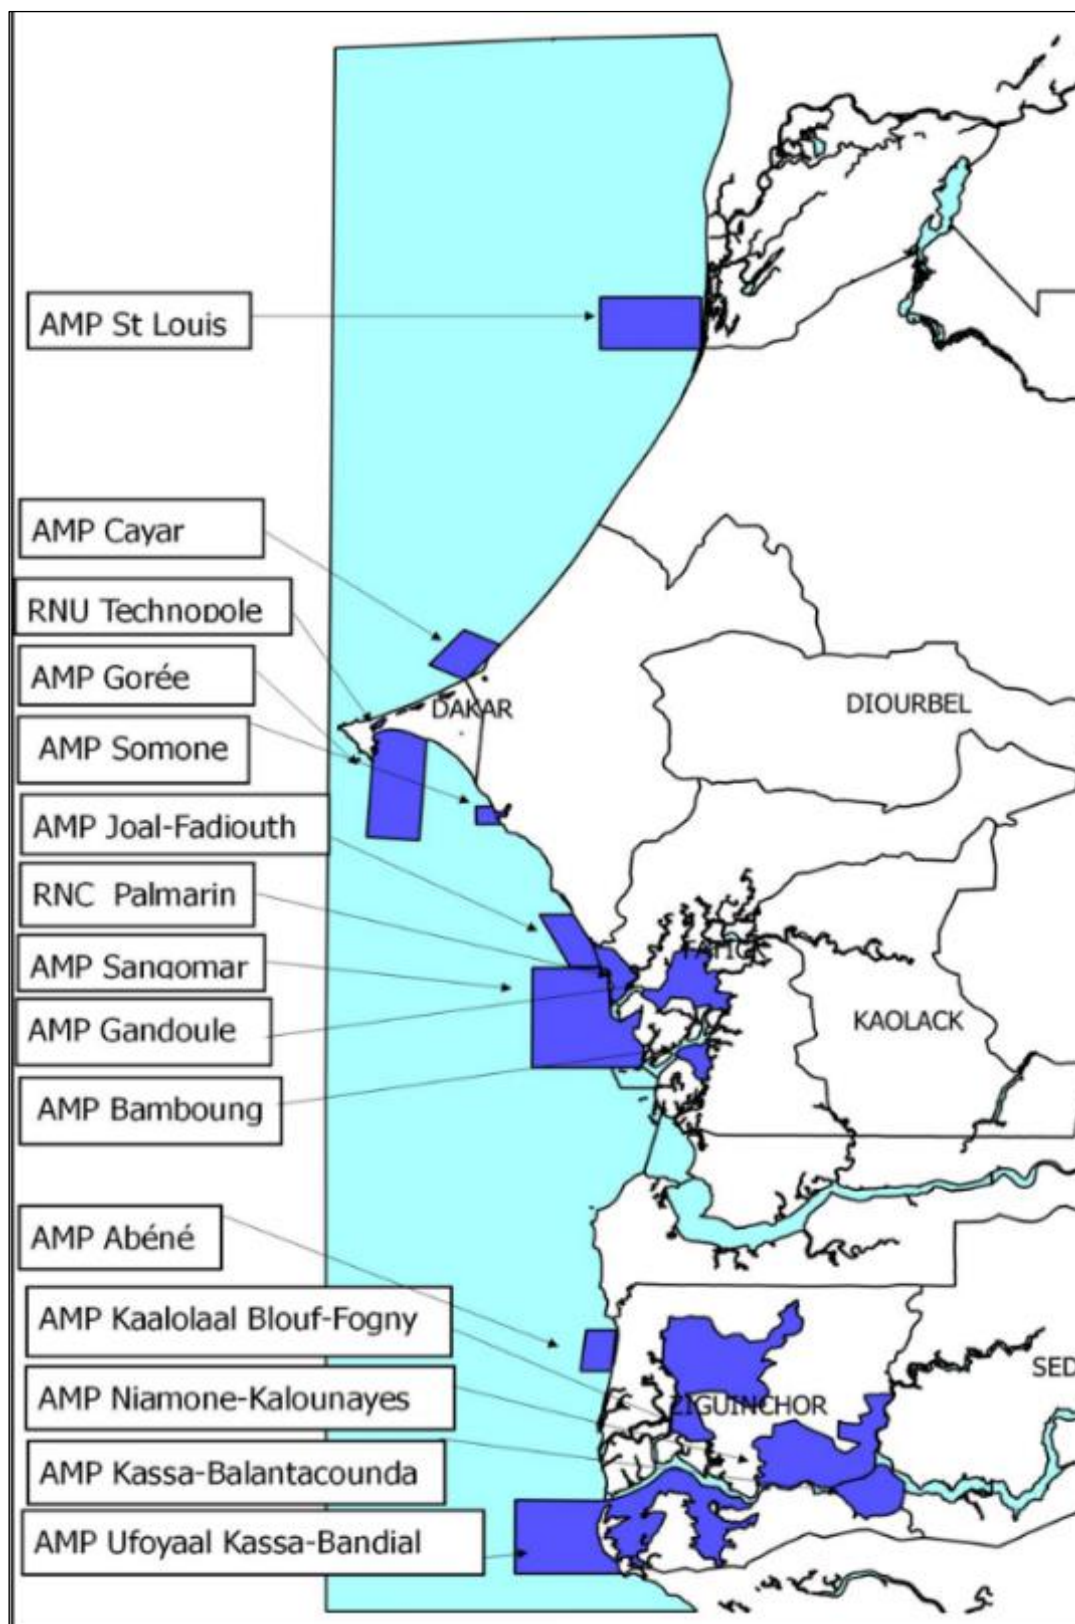 AMP St Louis
AMP Cayar
RNU Technopole
AMP Gorée
DAKAR
DIOURBEL
AMP Somone
AMP Joal-Fadiouth
RNC Palmarin
AMP Sangomar
AMP Gandoule
KAOLACK
AMP Bamboung
AMP Abéné
AMP Kaalolaal Blouf-Fogny
SED
AMP Niamone-Kalounayes
ZIGUINCHOR
AMP Kassa-Balantacounda
AMP Ufoyaal Kassa-Bandial